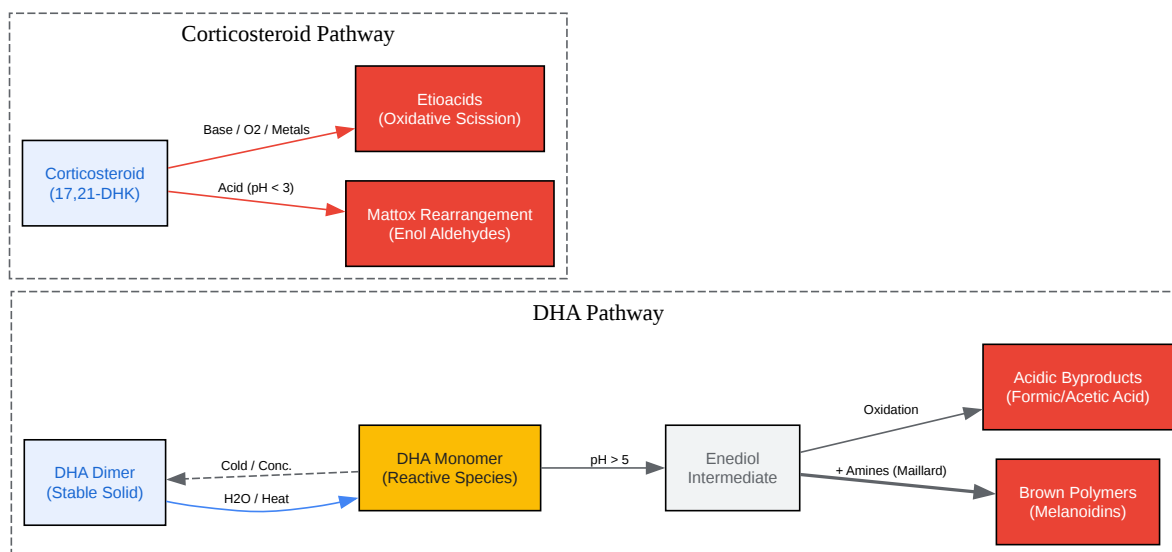 Corticosteroid Pathway
Etioacids
(Oxidative Scission)
Base / O2 / Metals
Corticosteroid
(17,21-DHK)
Acid (pH < 3)
Mattox Rearrangement
(Enol Aldehydes)
DHA Pathway
Acidic Byproducts
(Formic/Acetic Acid)
Oxidation
DHA Dimer
(Stable Solid)
Cold / Conc.
H2O / Heat
DHA Monomer
(Reactive Species)
pH > 5
Enediol
Intermediate
+ Amines (Maillard)
Brown Polymers
(Melanoidins)